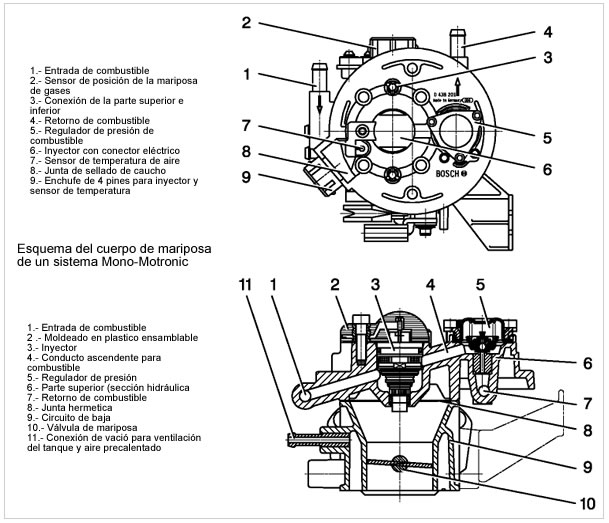 1.- Entrada de combustible
2.- Sensor de posición de la mariposa
de gases
3.- Conexión de la parte superior e
inferior
4.- Retorno de combustible
5.- Regulador de presión de
combustible
6.- Inyector con conector eléctrico
7.- Sensor de temperatura de aire
8.- Junta de sellado de caucho
9.- Enchufe de 4 pines para inyector y
sensor de temperatura
2
4
1
3
7
5
8
6
9
0 438 201
Made in Germany
BOSCH
Esquema del cuerpo de mariposa
de un sistema Mono-Motronic
1.- Entrada de combustible
2 .- Moldeado en plastico ensamblable
3.- Inyector
4.- Conducto ascendente para
combustible
5.- Regulador de presión
6.- Parte superior (sección hidráulica
7.- Retorno de combustible
8.- Junta hermetica
9.- Circuito de baja
10.- Válvula de mariposa
11.- Conexión de vació para ventilación
del tanque y aire precalentado
11
1
2
3
4
5
6
7
8
9
10